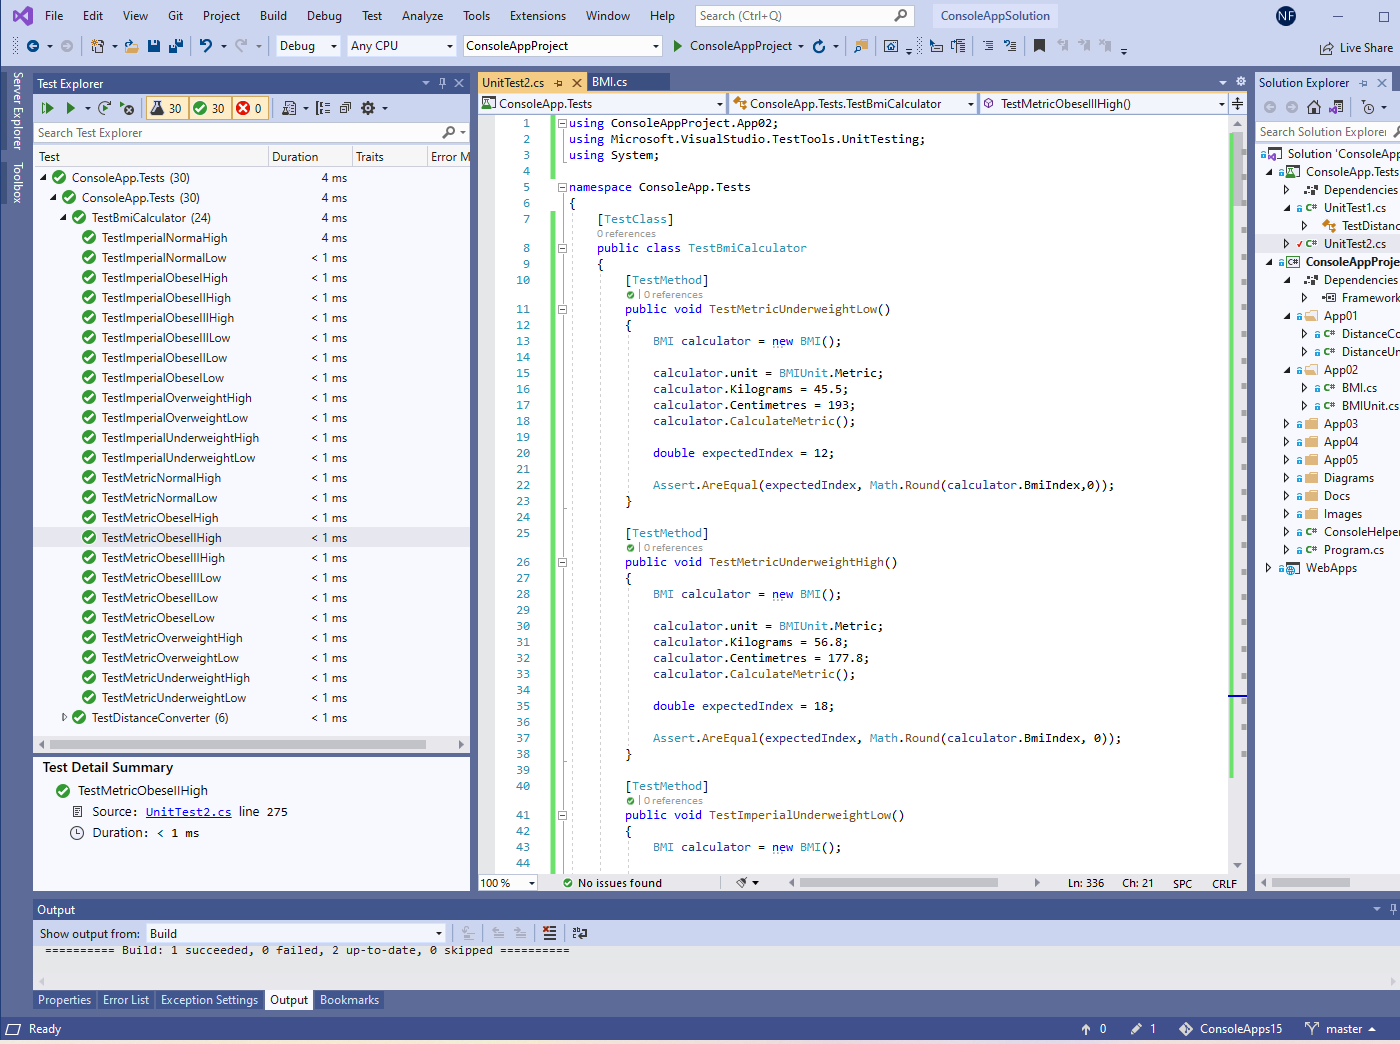 File Edit View Git Project Build Debug Test Analyze Tools Extensions Window Help Search (Ctrl+Q) ConsoleAppSolution NF
Debug Any CPU ConsoleAppProject ConsoleAppProject Live Share
Server Explorer
Toolbox
Test Explorer
30 30 0
Search Test Explorer
Test Duration Traits Error M
ConsoleApp.Tests (30) 4 ms
ConsoleApp.Tests (30) 4 ms
TestBmiCalculator (24) 4 ms
TestImperialNormaHigh 4 ms
TestImperialNormalLow < 1 ms
TestImperialObeseIHigh < 1 ms
TestImperialObeseIIHigh < 1 ms
TestImperialObeseIIIHigh < 1 ms
TestImperialObeseIIILow < 1 ms
TestImperialObeseIILow < 1 ms
TestImperialObeseILow < 1 ms
TestImperialOverweightHigh < 1 ms
TestImperialOverweightLow < 1 ms
TestImperialUnderweightHigh < 1 ms
TestImperialUnderweightLow < 1 ms
TestMetricNormalHigh < 1 ms
TestMetricNormalLow < 1 ms
TestMetricObeseIHigh < 1 ms
TestMetricObeseIIHigh < 1 ms
TestMetricObeseIIIHigh < 1 ms
TestMetricObeseIIILow < 1 ms
TestMetricObeseIILow < 1 ms
TestMetricObeseILow < 1 ms
TestMetricOverweightHigh < 1 ms
TestMetricOverweightLow < 1 ms
TestMetricUnderweightHigh < 1 ms
TestMetricUnderweightLow < 1 ms
TestDistanceConverter (6) < 1 ms
Test Detail Summary
TestMetricObeseIIHigh
Source: UnitTest2.cs line 275
Duration: < 1 ms
UnitTest2.cs BMI.cs
ConsoleApp.Tests ConsoleApp.Tests.TestBmiCalculator TestMetricObeseIIIHigh()
1 using ConsoleAppProject.App02;
2 using Microsoft.VisualStudio.TestTools.UnitTesting;
3 using System;
4
5 namespace ConsoleApp.Tests
6 {
7 [TestClass]
0 references
8 public class TestBmiCalculator
9 {
10 [TestMethod]
| 0 references
11 public void TestMetricUnderweightLow()
12 {
13 BMI calculator = new BMI();
14
15 calculator.unit = BMIUnit.Metric;
16 calculator.Kilograms = 45.5;
17 calculator.Centimetres = 193;
18 calculator.CalculateMetric();
19
20 double expectedIndex = 12;
21
22 Assert.AreEqual(expectedIndex, Math.Round(calculator.BmiIndex,0));
23 }
24
25 [TestMethod]
| 0 references
26 public void TestMetricUnderweightHigh()
27 {
28 BMI calculator = new BMI();
29
30 calculator.unit = BMIUnit.Metric;
31 calculator.Kilograms = 56.8;
32 calculator.Centimetres = 177.8;
33 calculator.CalculateMetric();
34
35 double expectedIndex = 18;
36
37 Assert.AreEqual(expectedIndex, Math.Round(calculator.BmiIndex, 0));
38 }
39
40 [TestMethod]
| 0 references
41 public void TestImperialUnderweightLow()
42 {
43 BMI calculator = new BMI();
44
100 % No issues found Ln: 336 Ch: 21 SPC CRLF
Solution Explorer
Search Solution Explorer
Solution 'ConsoleApp
ConsoleApp.Tests
Dependencies
C# UnitTest1.cs
TestDistanc
C# UnitTest2.cs
C# ConsoleAppProje
Dependencies
Framework
App01
C# DistanceCo
C# DistanceUn
App02
C# BMI.cs
C# BMIUnit.cs
App03
App04
App05
Diagrams
Docs
Images
C# ConsoleHelper
C# Program.cs
WebApps
Output
Show output from: Build
========== Build: 1 succeeded, 0 failed, 2 up-to-date, 0 skipped ==========
Properties Error List Exception Settings Output Bookmarks
Ready 0 1 ConsoleApps15 master